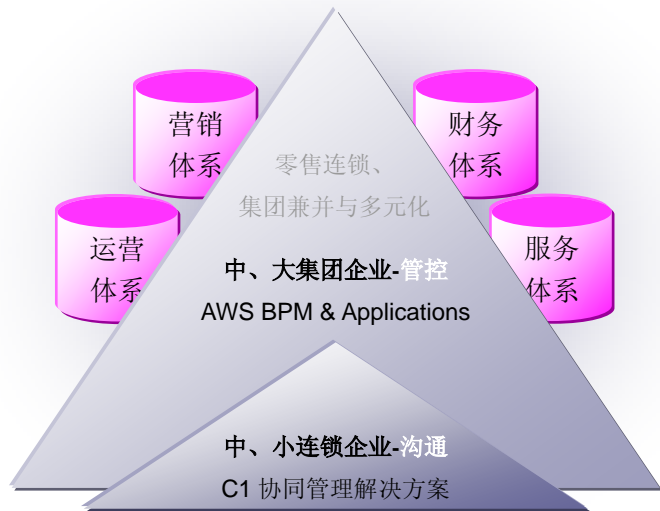 营销
体系
财务
体系
零售连锁、
集团兼并与多元化
运营
体系
服务
体系
中、大集团企业-管控
AWS BPM & Applications
中、小连锁企业-沟通
C1 协同管理解决方案